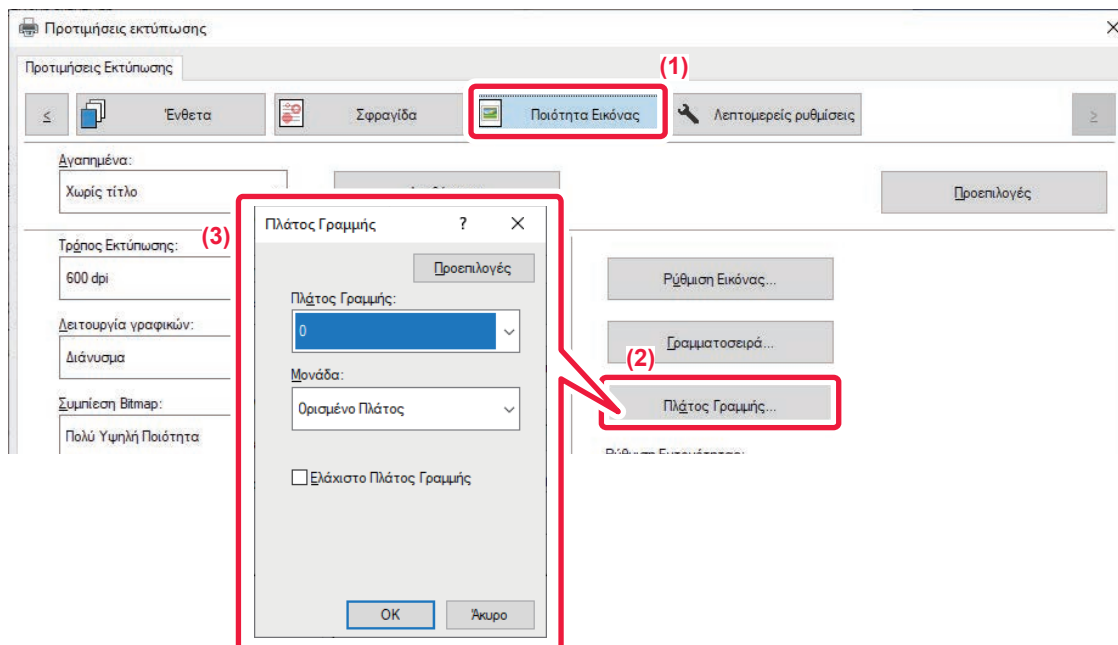 Προτιμήσεις εκτύπωσης
Προτιμήσεις Εκτύπωσης
(1)
≤ Ένθετα Σφραγίδα Ποιότητα Εικόνας Λεπτομερείς ρυθμίσεις ≥
Αγαπημένα:
Χωρίς τίτλο
Προεπιλογές
Τρόπος Εκτύπωσης:
600 dpi
Λειτουργία γραφικών:
Διάνυσμα
Συμπίεση Bitmap:
Πολύ Υψηλή Ποιότητα
(3)
Πλάτος Γραμμής ?
Προεπιλογές
Πλάτος Γραμμής:
0
Μονάδα:
Ορισμένο Πλάτος
Ελάχιστο Πλάτος Γραμμής
OK Άκυρο
Ρύθμιση Εικόνας...
Γραμματοσειρά...
(2)
Πλάτος Γραμμής...